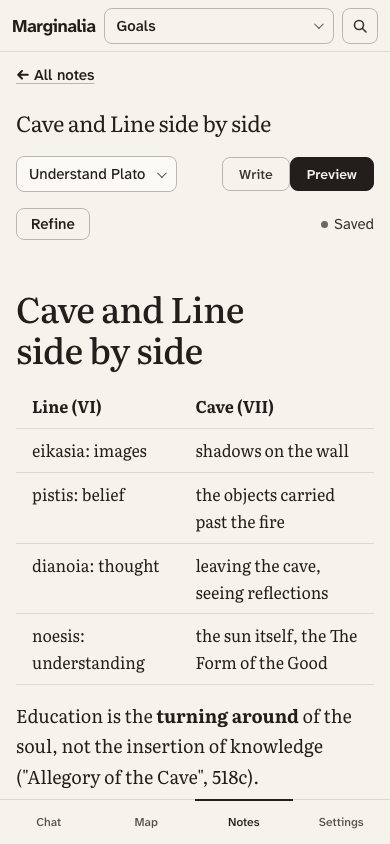 Marginalia Goals
← All notes
Cave and Line side by side
Understand Plato Write Preview
Refine Saved
Cave and Line
side by side
Line (VI) Cave (VII)
eikasia: images shadows on the wall
pistis: belief the objects carried
past the fire
dianoia: thought leaving the cave,
seeing reflections
noesis: the sun itself, the The
understanding Form of the Good
Education is the turning around of the
soul, not the insertion of knowledge
("Allegory of the Cave", 518c).
Chat Map Notes Settings